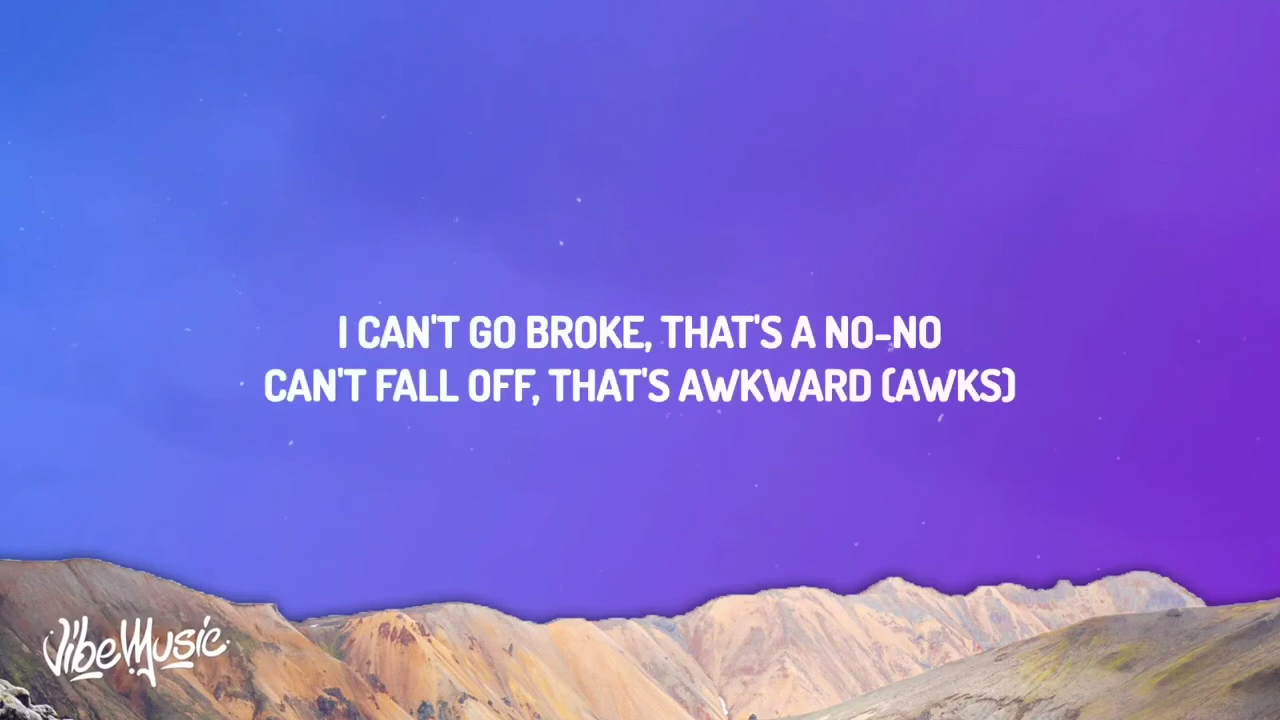 I CAN'T GO BROKE, THAT'S A NO-NO
CAN'T FALL OFF, THAT'S AWKWARD (AWKS)
VibeMusic